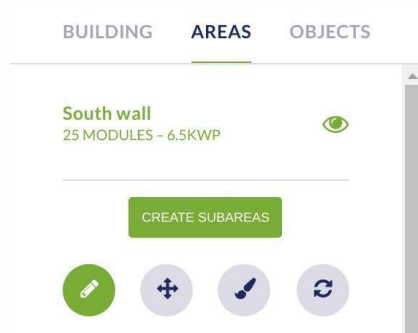 BUILDING AREAS OBJECTS
South wall
25 MODULES – 6.5KWP
CREATE SUBAREAS